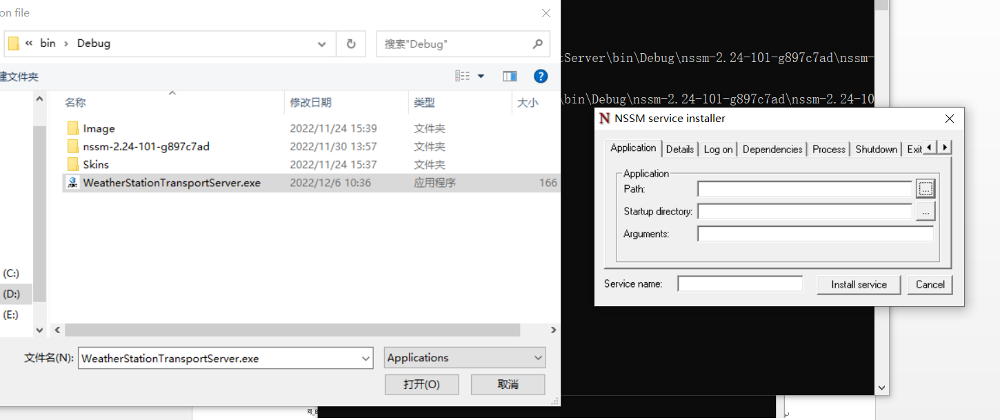 on file
« bin › Debug
搜索"Debug"
建文件夹
名称 修改日期 类型 大小
Image 2022/11/24 15:39 文件夹
nssm-2.24-101-g897c7ad 2022/11/30 13:57 文件夹
Skins 2022/11/24 15:37 文件夹
WeatherStationTransportServer.exe 2022/12/6 10:36 应用程序 166
(C:)
(D:)
(E:)
文件名(N): WeatherStationTransportServer.exe Applications
打开(O) 取消
tServer\bin\Debug\nssm-2.24-101-g897c7ad\nssm-
\bin\Debug\nssm-2.24-101-g897c7ad\nssm-2.24-10
NSSM service installer
Application Details Log on Dependencies Process Shutdown Exit
Application
Path: ...
Startup directory: ...
Arguments:
Service name: Install service Cancel